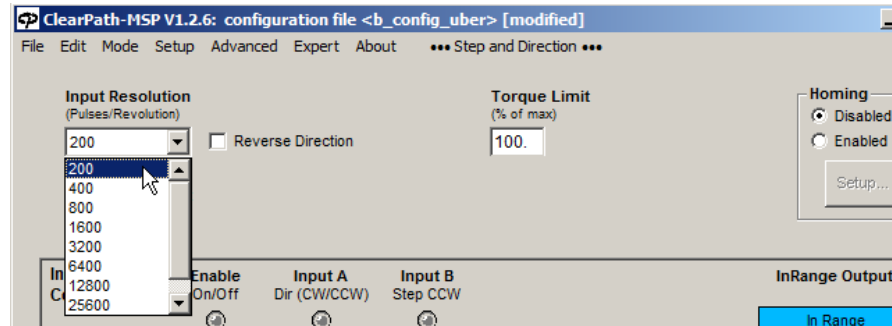 ClearPath-MSP V1.2.6: configuration file <b_config_uber> [modified]
File Edit Mode Setup Advanced Expert About ••• Step and Direction •••
Input Resolution
(Pulses/Revolution)
200
Reverse Direction
200
400
800
1600
3200
6400
12800
25600
Torque Limit
(% of max)
100.
Homing
Disabled
Enabled
Setup...
In
C
Enable
On/Off
Input A
Dir (CW/CCW)
Input B
Step CCW
InRange Output
In Range